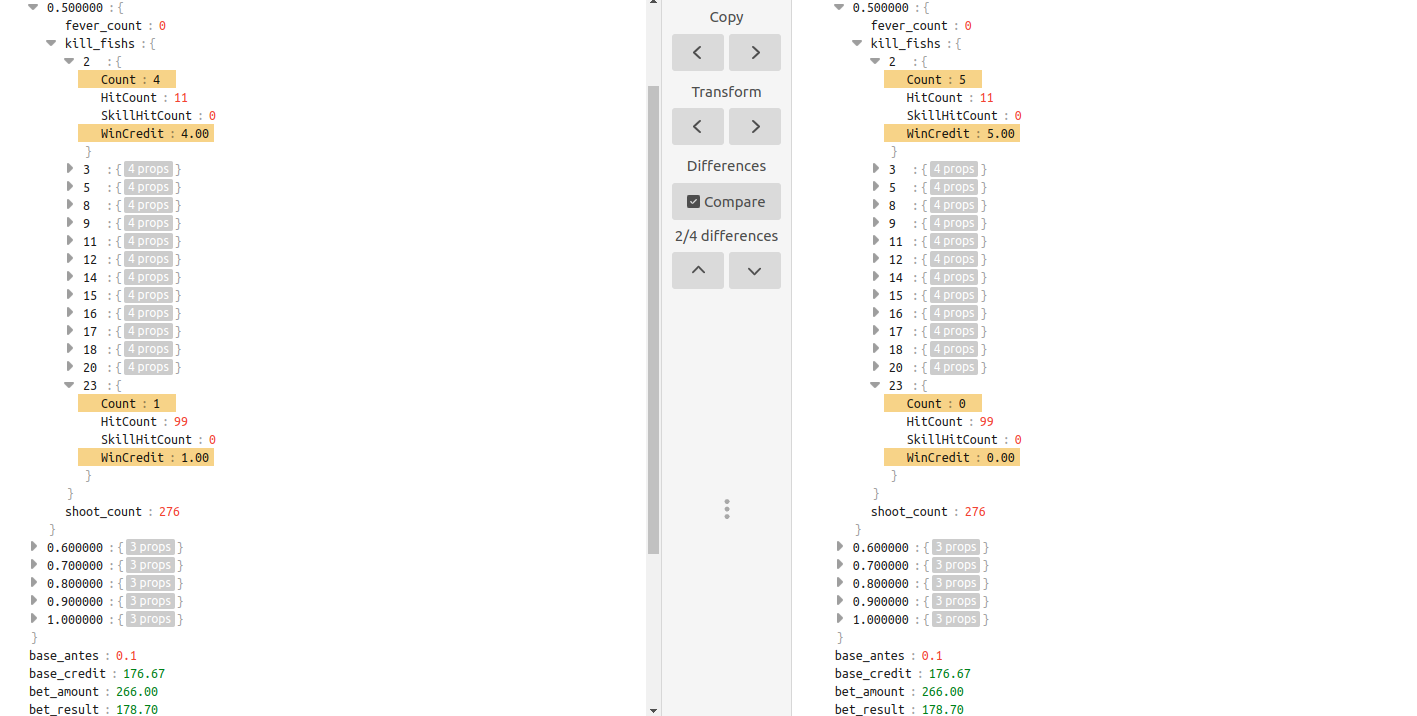 0.500000 :{
fever_count : 0
kill_fishs :{
2 :{
Count : 4
HitCount : 11
SkillHitCount : 0
WinCredit : 4.00
}
3 :{ 4 props }
5 :{ 4 props }
8 :{ 4 props }
9 :{ 4 props }
11 :{ 4 props }
12 :{ 4 props }
14 :{ 4 props }
15 :{ 4 props }
16 :{ 4 props }
17 :{ 4 props }
18 :{ 4 props }
20 :{ 4 props }
23 :{
Count : 1
HitCount : 99
SkillHitCount : 0
WinCredit : 1.00
}
}
shoot_count : 276
}
0.600000 :{ 3 props }
0.700000 :{ 3 props }
0.800000 :{ 3 props }
0.900000 :{ 3 props }
1.000000 :{ 3 props }
}
base_antes : 0.1
base_credit : 176.67
bet_amount : 266.00
bet_result : 178.70
Copy
Transform
Differences
Compare
2/4 differences
0.500000 :{
fever_count : 0
kill_fishs :{
2 :{
Count : 5
HitCount : 11
SkillHitCount : 0
WinCredit : 5.00
}
3 :{ 4 props }
5 :{ 4 props }
8 :{ 4 props }
9 :{ 4 props }
11 :{ 4 props }
12 :{ 4 props }
14 :{ 4 props }
15 :{ 4 props }
16 :{ 4 props }
17 :{ 4 props }
18 :{ 4 props }
20 :{ 4 props }
23 :{
Count : 0
HitCount : 99
SkillHitCount : 0
WinCredit : 0.00
}
}
shoot_count : 276
}
0.600000 :{ 3 props }
0.700000 :{ 3 props }
0.800000 :{ 3 props }
0.900000 :{ 3 props }
1.000000 :{ 3 props }
}
base_antes : 0.1
base_credit : 176.67
bet_amount : 266.00
bet_result : 178.70